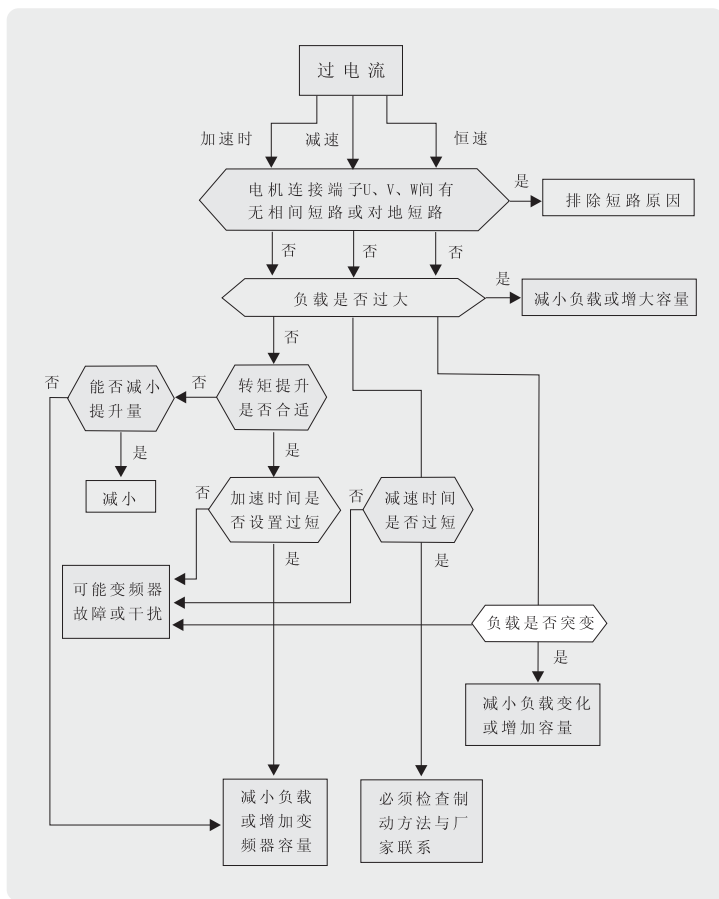 过电流
加速时
减速
恒速
电机连接端子U、V、W间有
无相间短路或对地短路
是
排除短路原因
否
否
否
负载是否过大
是
减小负载或增大容量
否
否
能否减小
提升量
否
转矩提升
是否合适
是
减小
是
否
加速时间是
否设置过短
否
减速时间
是否过短
是
是
可能变频器
故障或干扰
负载是否突变
是
减小负载变化
或增加容量
减小负载
或增加变
频器容量
必须检查制
动方法与厂
家联系